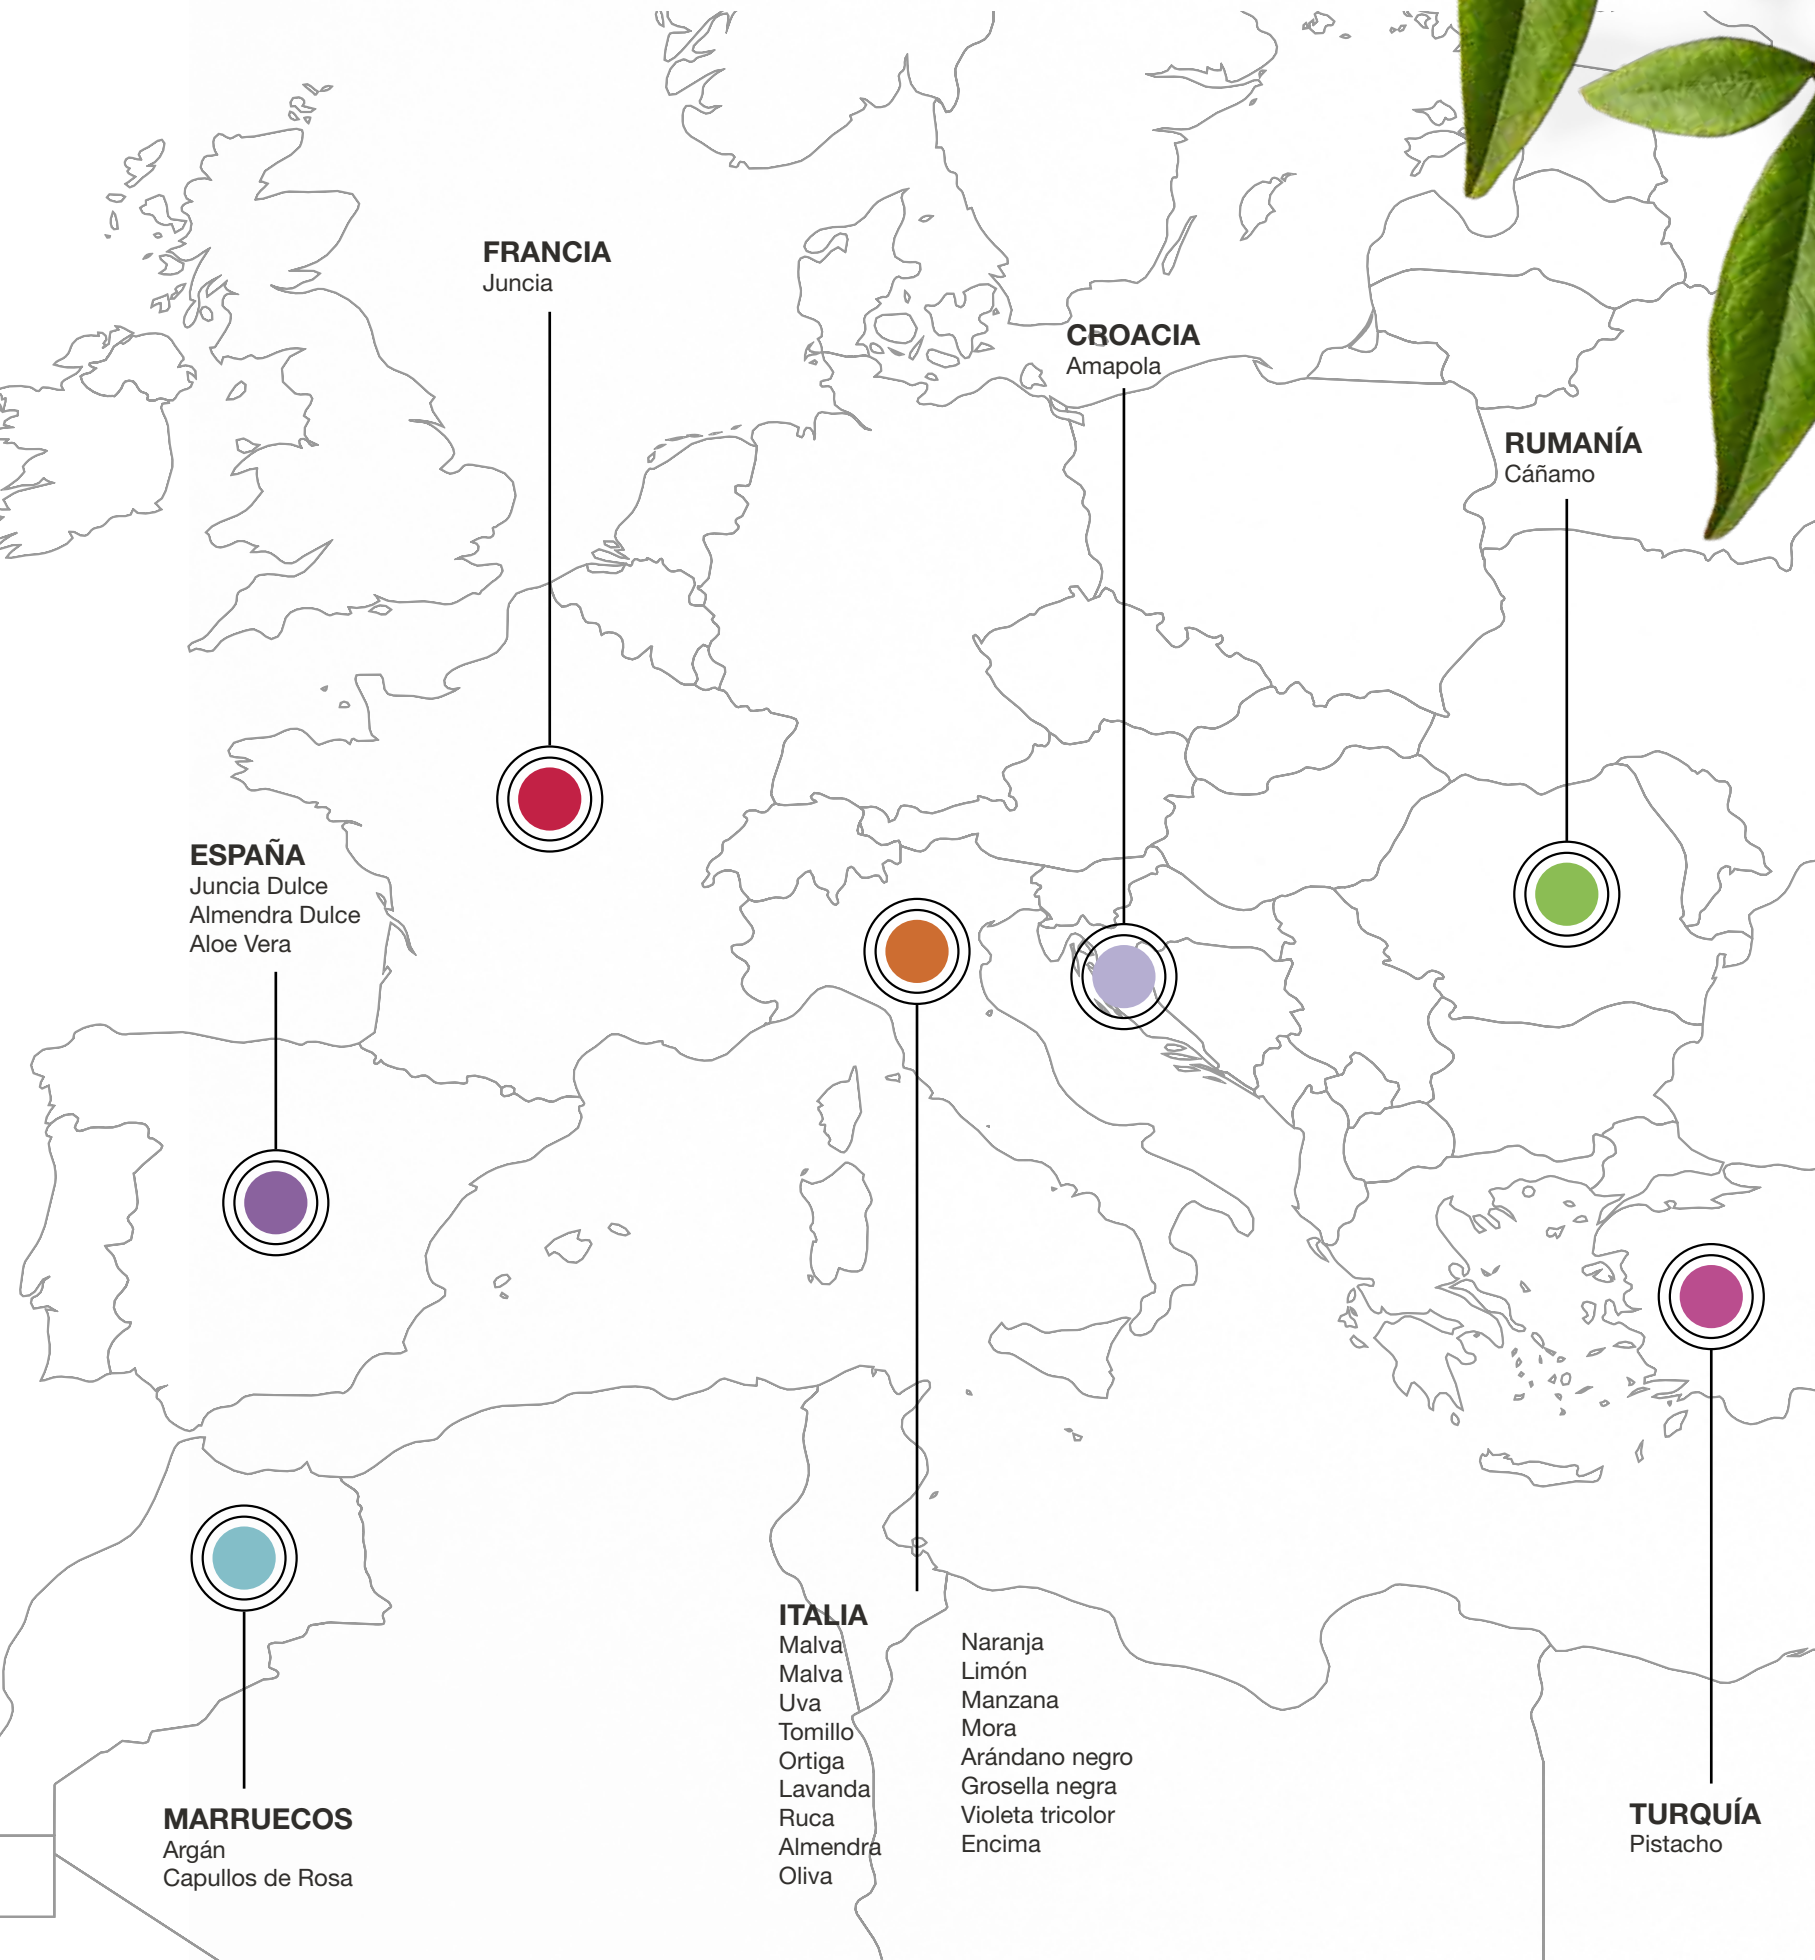 FRANCIA
Juncia
CROACIA
Amapola
RUMANÍA
Cáñamo
ESPAÑA
Juncia Dulce
Almendra Dulce
Aloe Vera
ITALIA
Malva
Malva
Uva
Tomillo
Ortiga
Lavanda
Ruca
Almendra
Oliva
Naranja
Limón
Manzana
Mora
Arándano negro
Grosella negra
Violeta tricolor
Encima
MARRUECOS
Argán
Capullos de Rosa
TURQUÍA
Pistacho